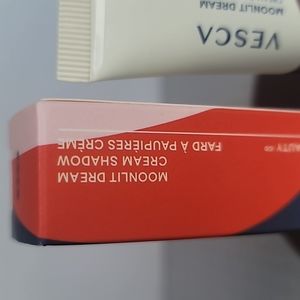 VESCA
MOONLIT DREAM
MOONLIT DREAM
CREAM SHADOW
FARD À PAUPIÈRES CRÈME